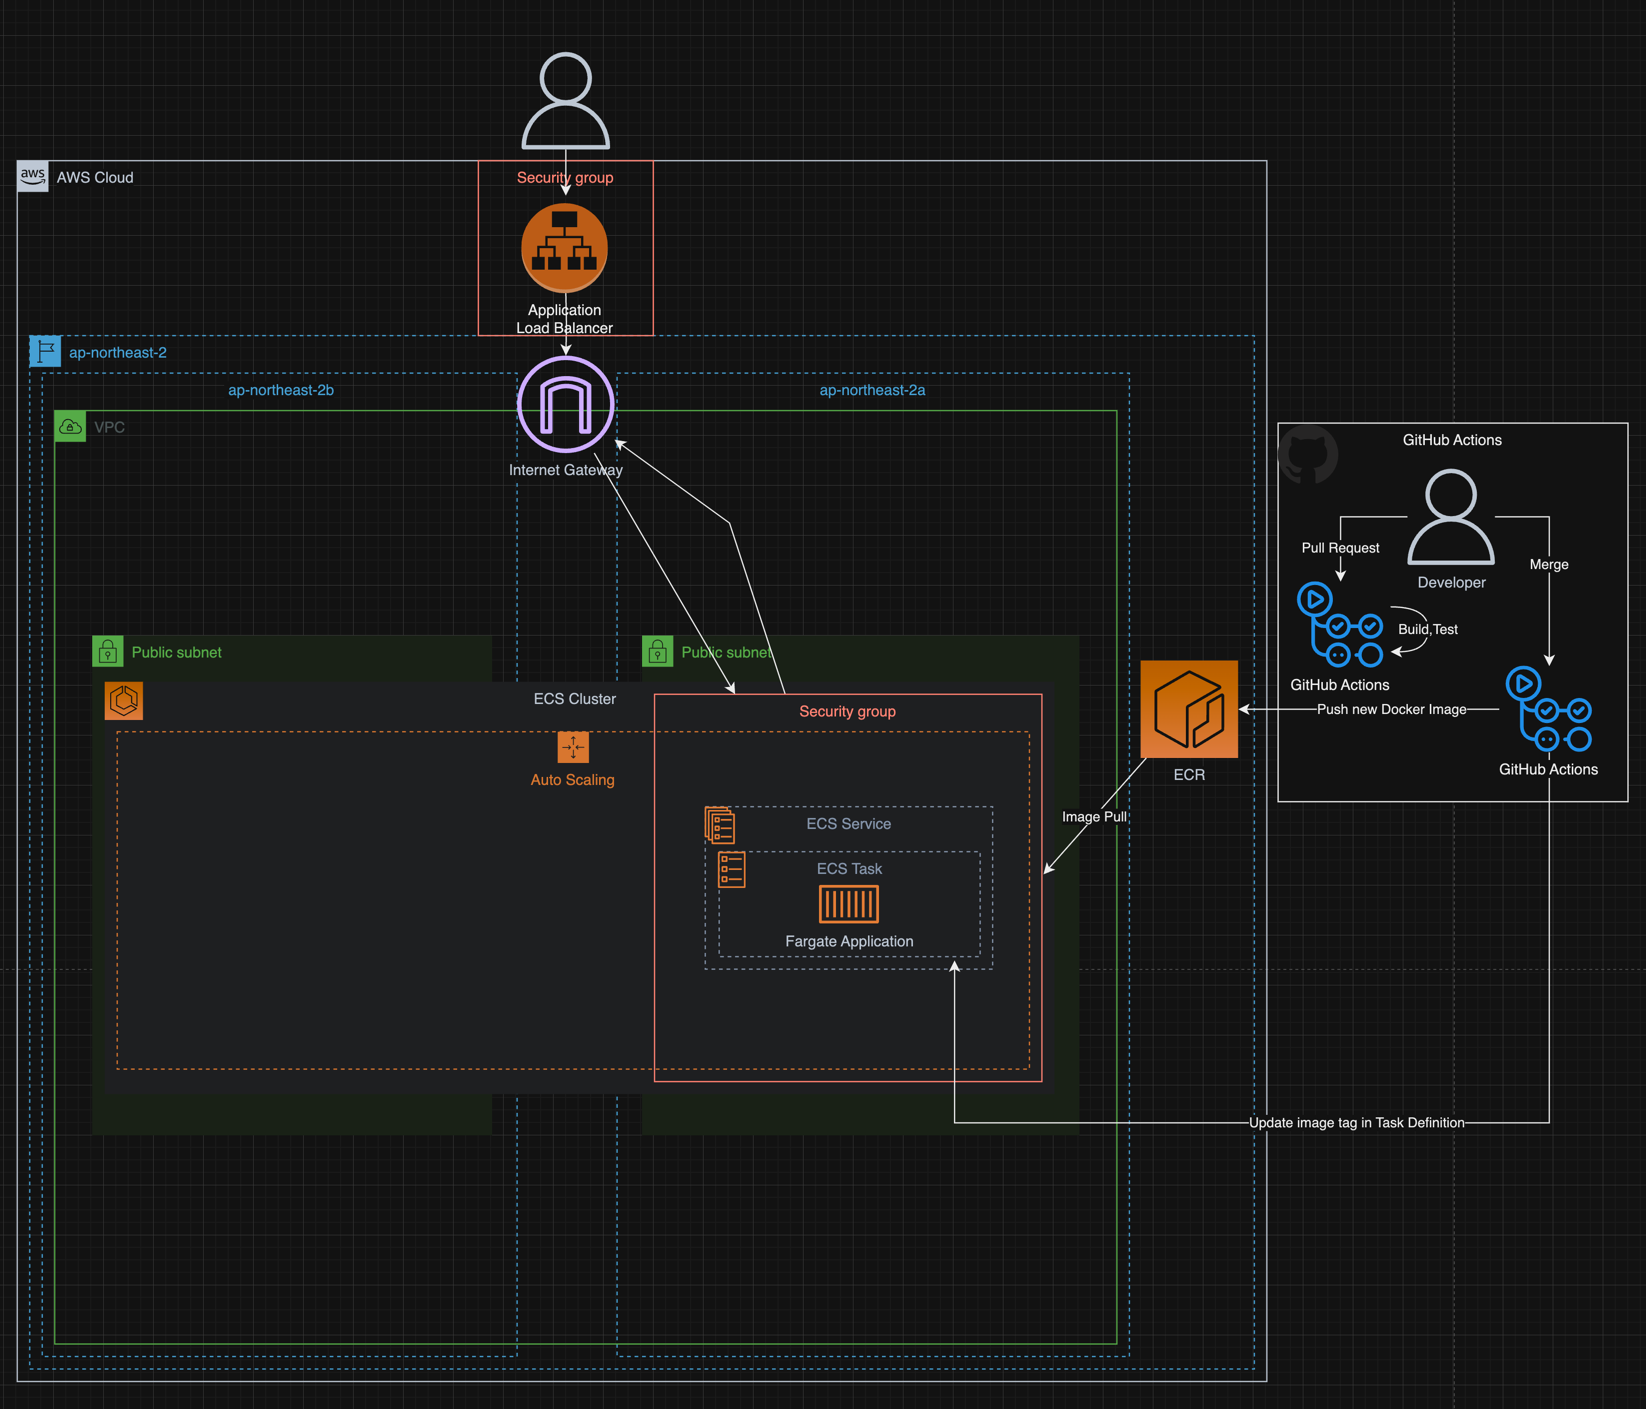 aws
AWS Cloud
Security group
Application
Load Balancer
ap-northeast-2
ap-northeast-2b
ap-northeast-2a
VPC
Internet Gateway
Public subnet
Public subnet
ECS Cluster
Security group
Auto Scaling
ECS Service
ECS Task
Fargate Application
ECR
Image Pull
GitHub Actions
Pull Request
Merge
Developer
Build,Test
GitHub Actions
Push new Docker Image
GitHub Actions
Update image tag in Task Definition